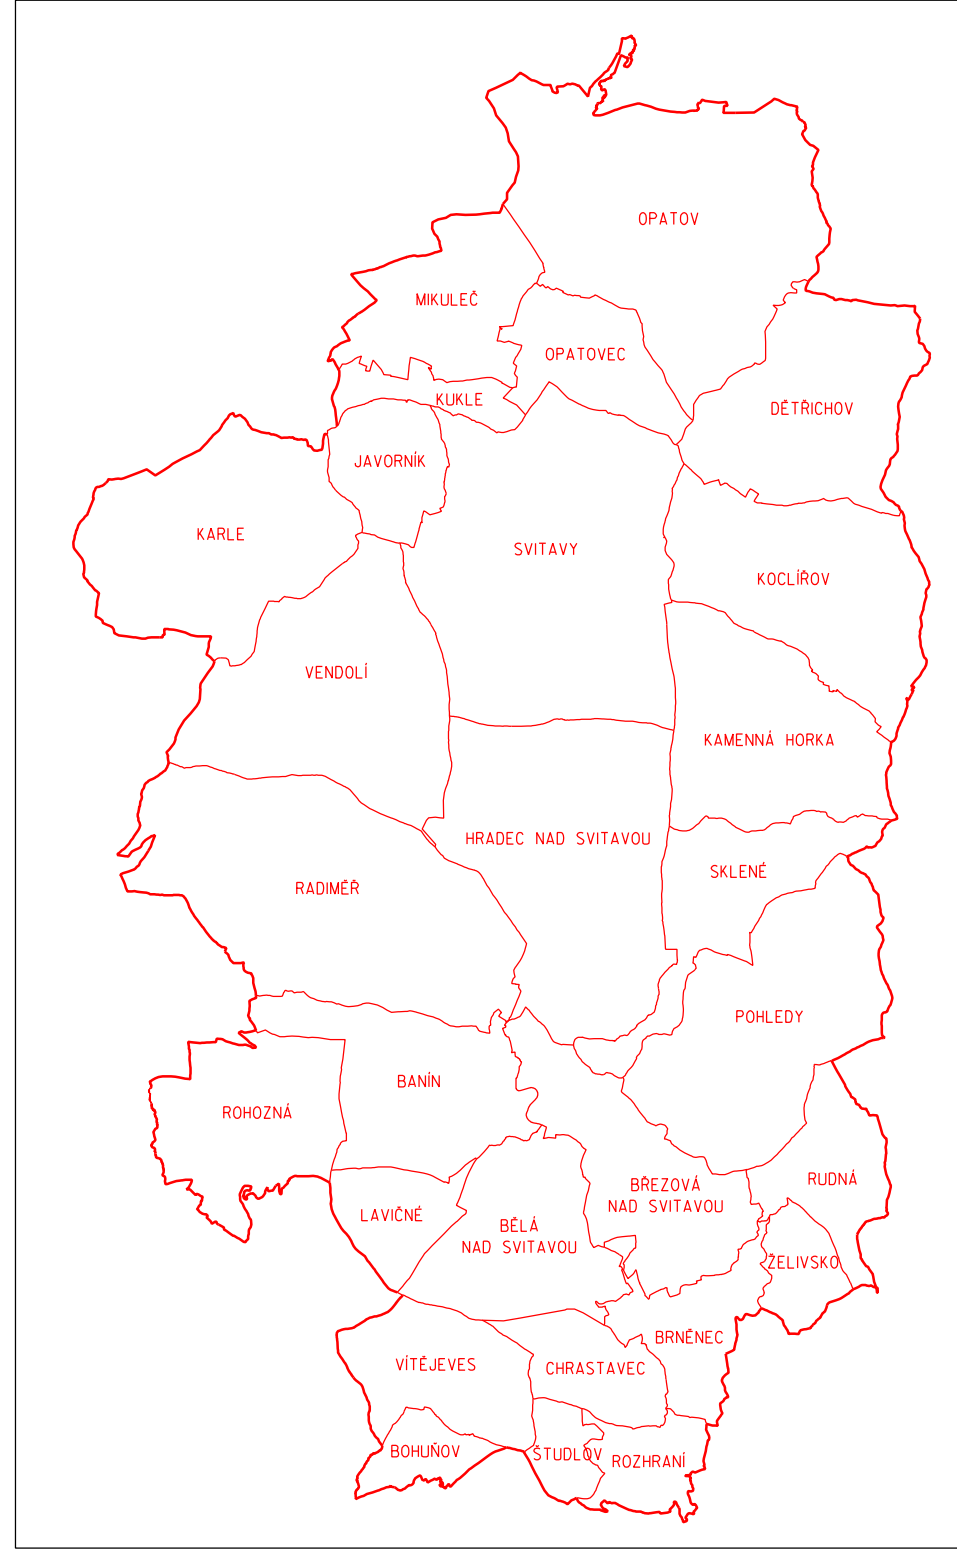 OPATOV
MIKULEČ
OPATOVEC
KUKLE
DĚTŘICHOV
JAVORNÍK
KARLE
SVITAVY
KOCLÍŘOV
VENDOLÍ
KAMENNÁ HORKA
HRADEC NAD SVITAVOU
SKLENÉ
RADIMĚŘ
POHLEDY
BANÍN
ROHOZNÁ
RUDNÁ
BŘEZOVÁ
NAD SVITAVOU
LAVIČNÉ
BĚLÁ
NAD SVITAVOU
ŽELIVSKO
BRNĚNEC
VÍTĚJEVES
CHRASTAVEC
BOHUŇOV
ŠTUDLOV
ROZHRANÍ